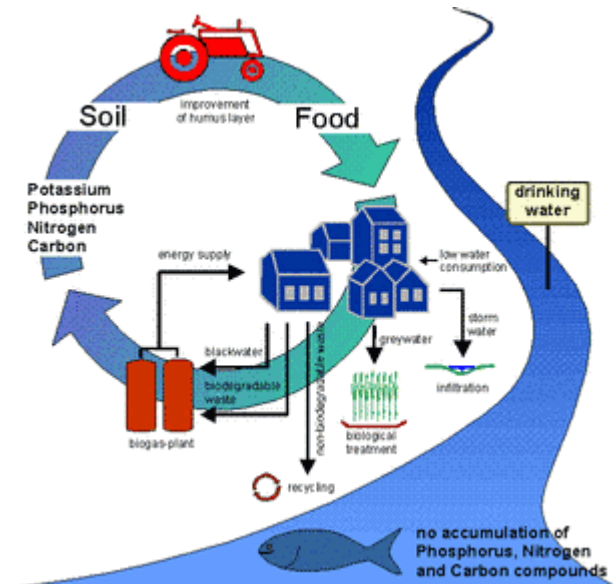 improvement
of humus layer
Soil
Food
Potassium
Phosphorus
Nitrogen
Carbon
drinking
water
energy supply
low water
consumption
storm
water
greywater
blackwater
biodegradable
waste
non-biodegradable waste
infiltration
biogas-plant
biological
treatment
recycling
no accumulation of
Phosphorus, Nitrogen
and Carbon compounds